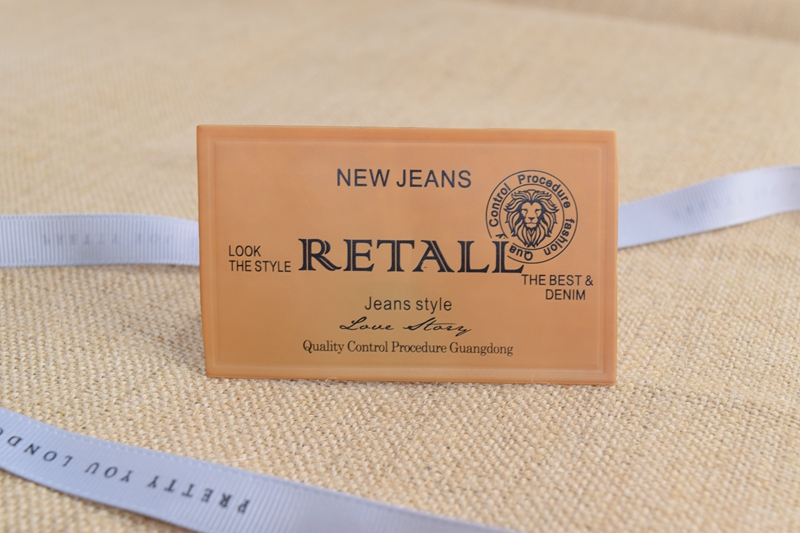 NEW JEANS
Control Procedure fashion Qua y
LOOK
THE STYLE
RETALL
THE BEST &
DENIM
Jeans style
Love Story
Quality Control Procedure Guangdong
PRETTY YOU LONDO